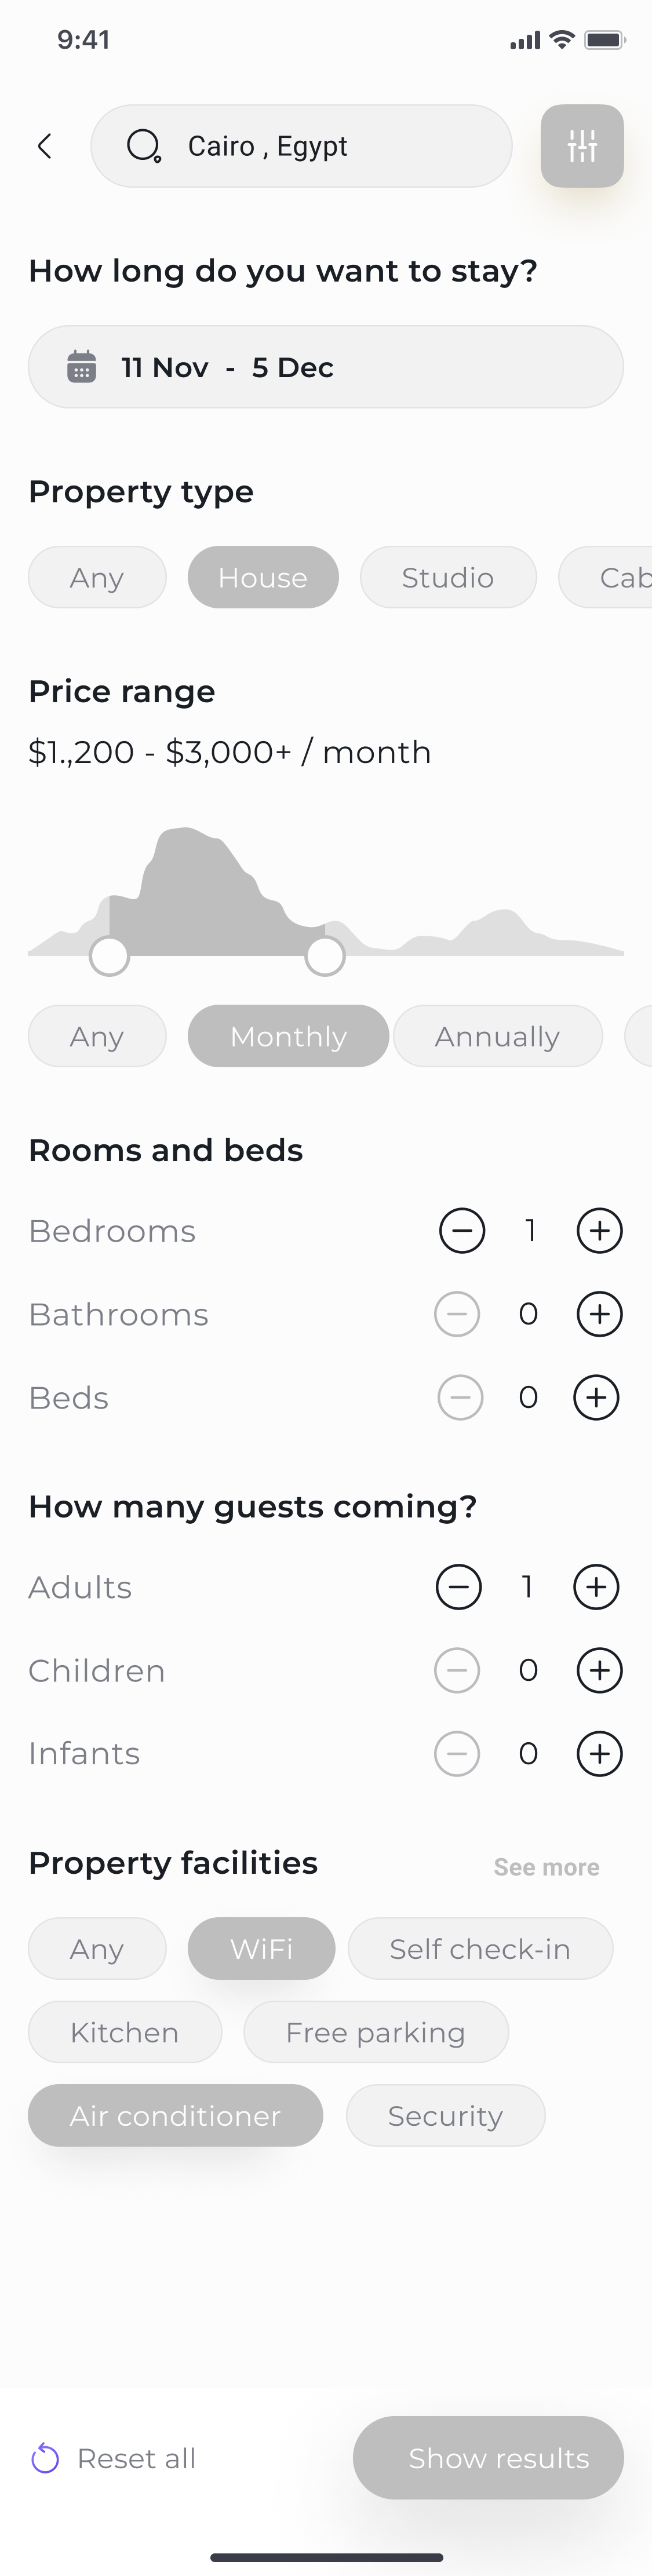 9:41
Cairo , Egypt
How long do you want to stay?
11 Nov - 5 Dec
Property type
Any House Studio Cab
Price range
$1.,200 - $3,000+ / month
Any Monthly Annually
Rooms and beds
Bedrooms 1
Bathrooms 0
Beds 0
How many guests coming?
Adults 1
Children 0
Infants 0
Property facilities See more
Any WiFi Self check-in
Kitchen Free parking
Air conditioner Security
Reset all Show results